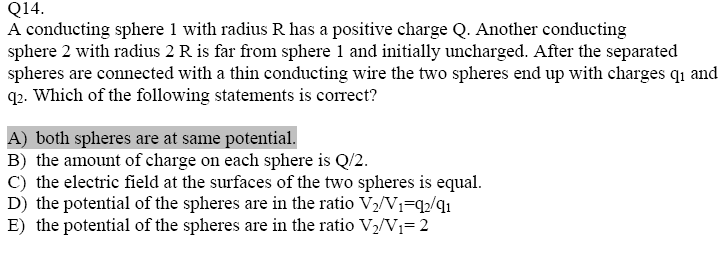 Q14.
A conducting sphere 1 with radius R has a positive charge Q. Another conducting
sphere 2 with radius 2 R is far from sphere 1 and initially uncharged. After the separated
spheres are connected with a thin conducting wire the two spheres end up with charges q₁ and
q₂. Which of the following statements is correct?
A) both spheres are at same potential.
B) the amount of charge on each sphere is Q/2.
C) the electric field at the surfaces of the two spheres is equal.
D) the potential of the spheres are in the ratio V₂/V₁=q₂/q₁
E) the potential of the spheres are in the ratio V₂/V₁= 2